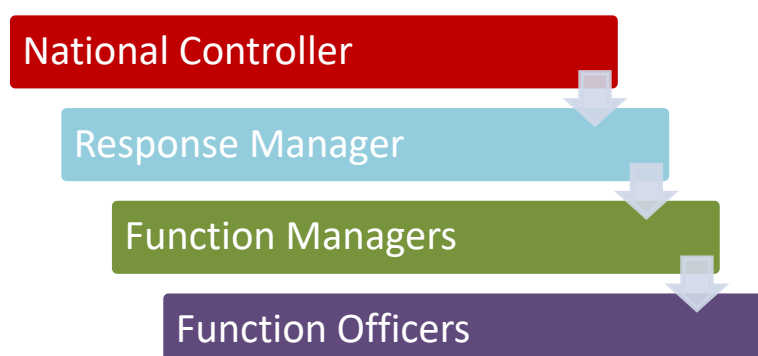 National Controller
Response Manager
Function Managers
Function Officers